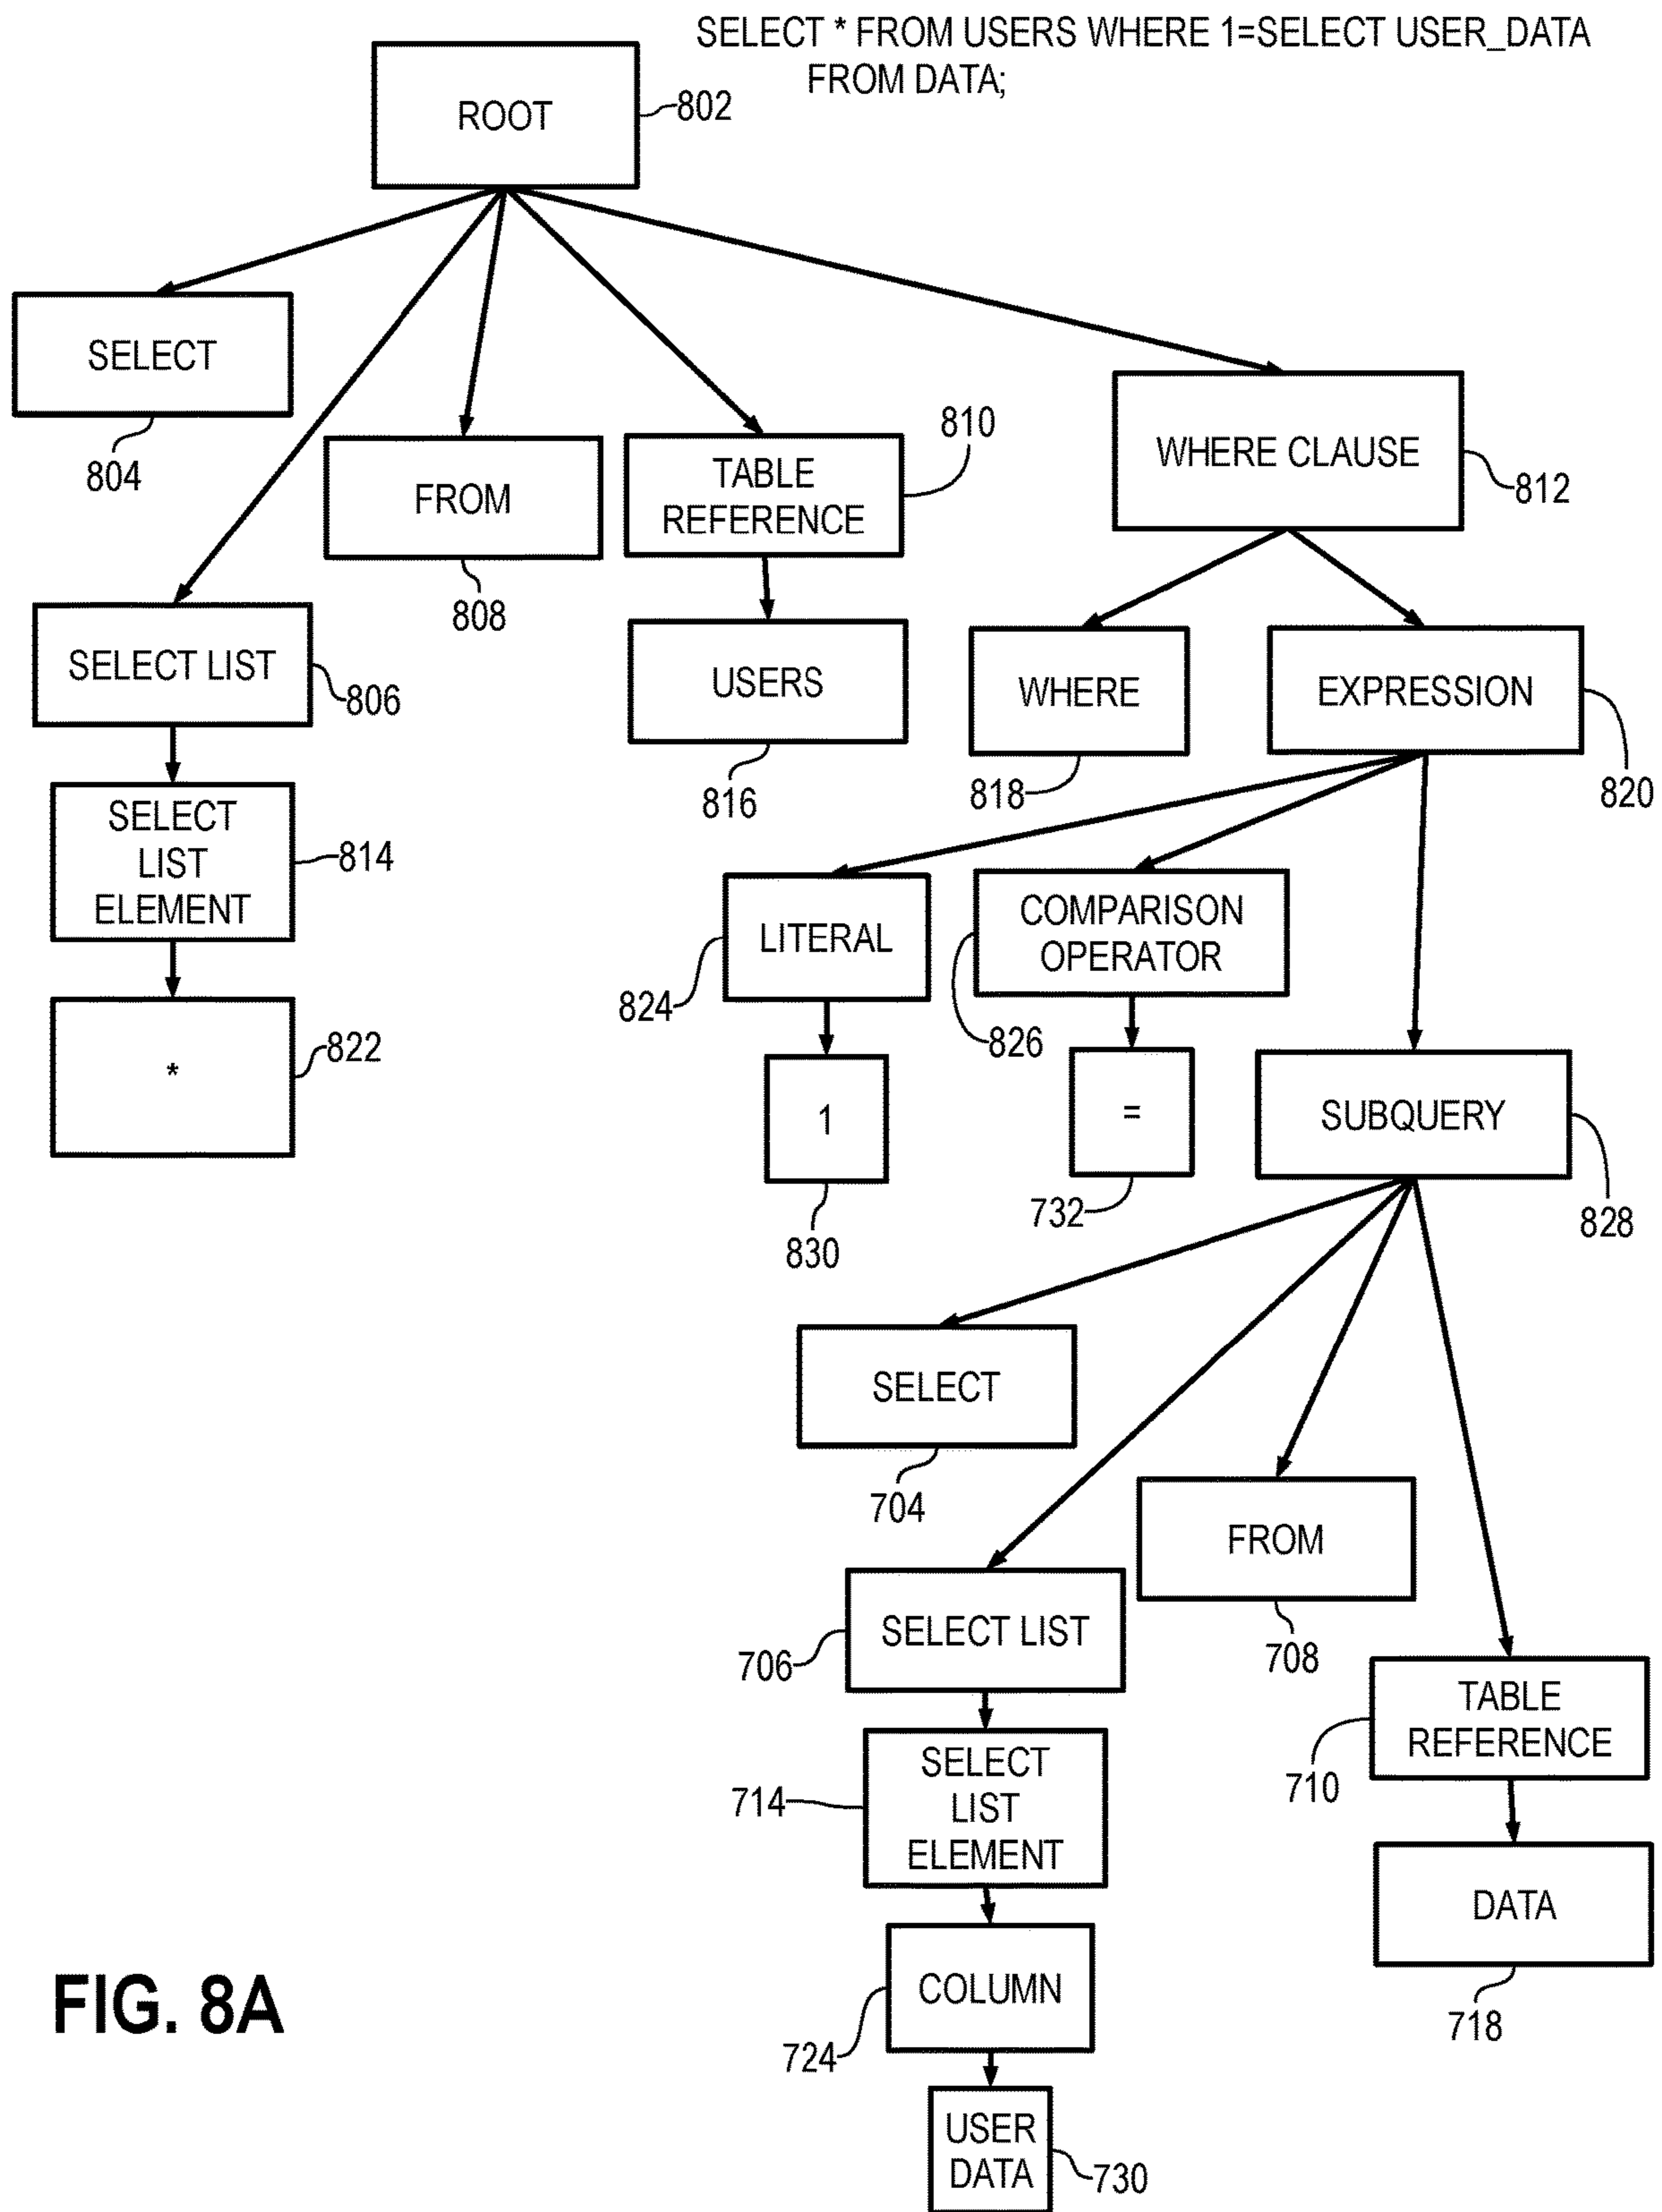 SELECT * FROM USERS WHERE 1=SELECT USER_DATA
FROM DATA;
ROOT
802
SELECT
804
FROM
808
TABLE
REFERENCE
810
WHERE CLAUSE
812
SELECT LIST
806
USERS
816
WHERE
818
EXPRESSION
820
SELECT
LIST
ELEMENT
814
LITERAL
824
COMPARISON
OPERATOR
826
*
822
1
830
=
732
SUBQUERY
828
SELECT
704
FROM
708
SELECT LIST
706
TABLE
REFERENCE
710
SELECT
LIST
ELEMENT
714
DATA
718
COLUMN
724
USER
DATA
730
FIG. 8A